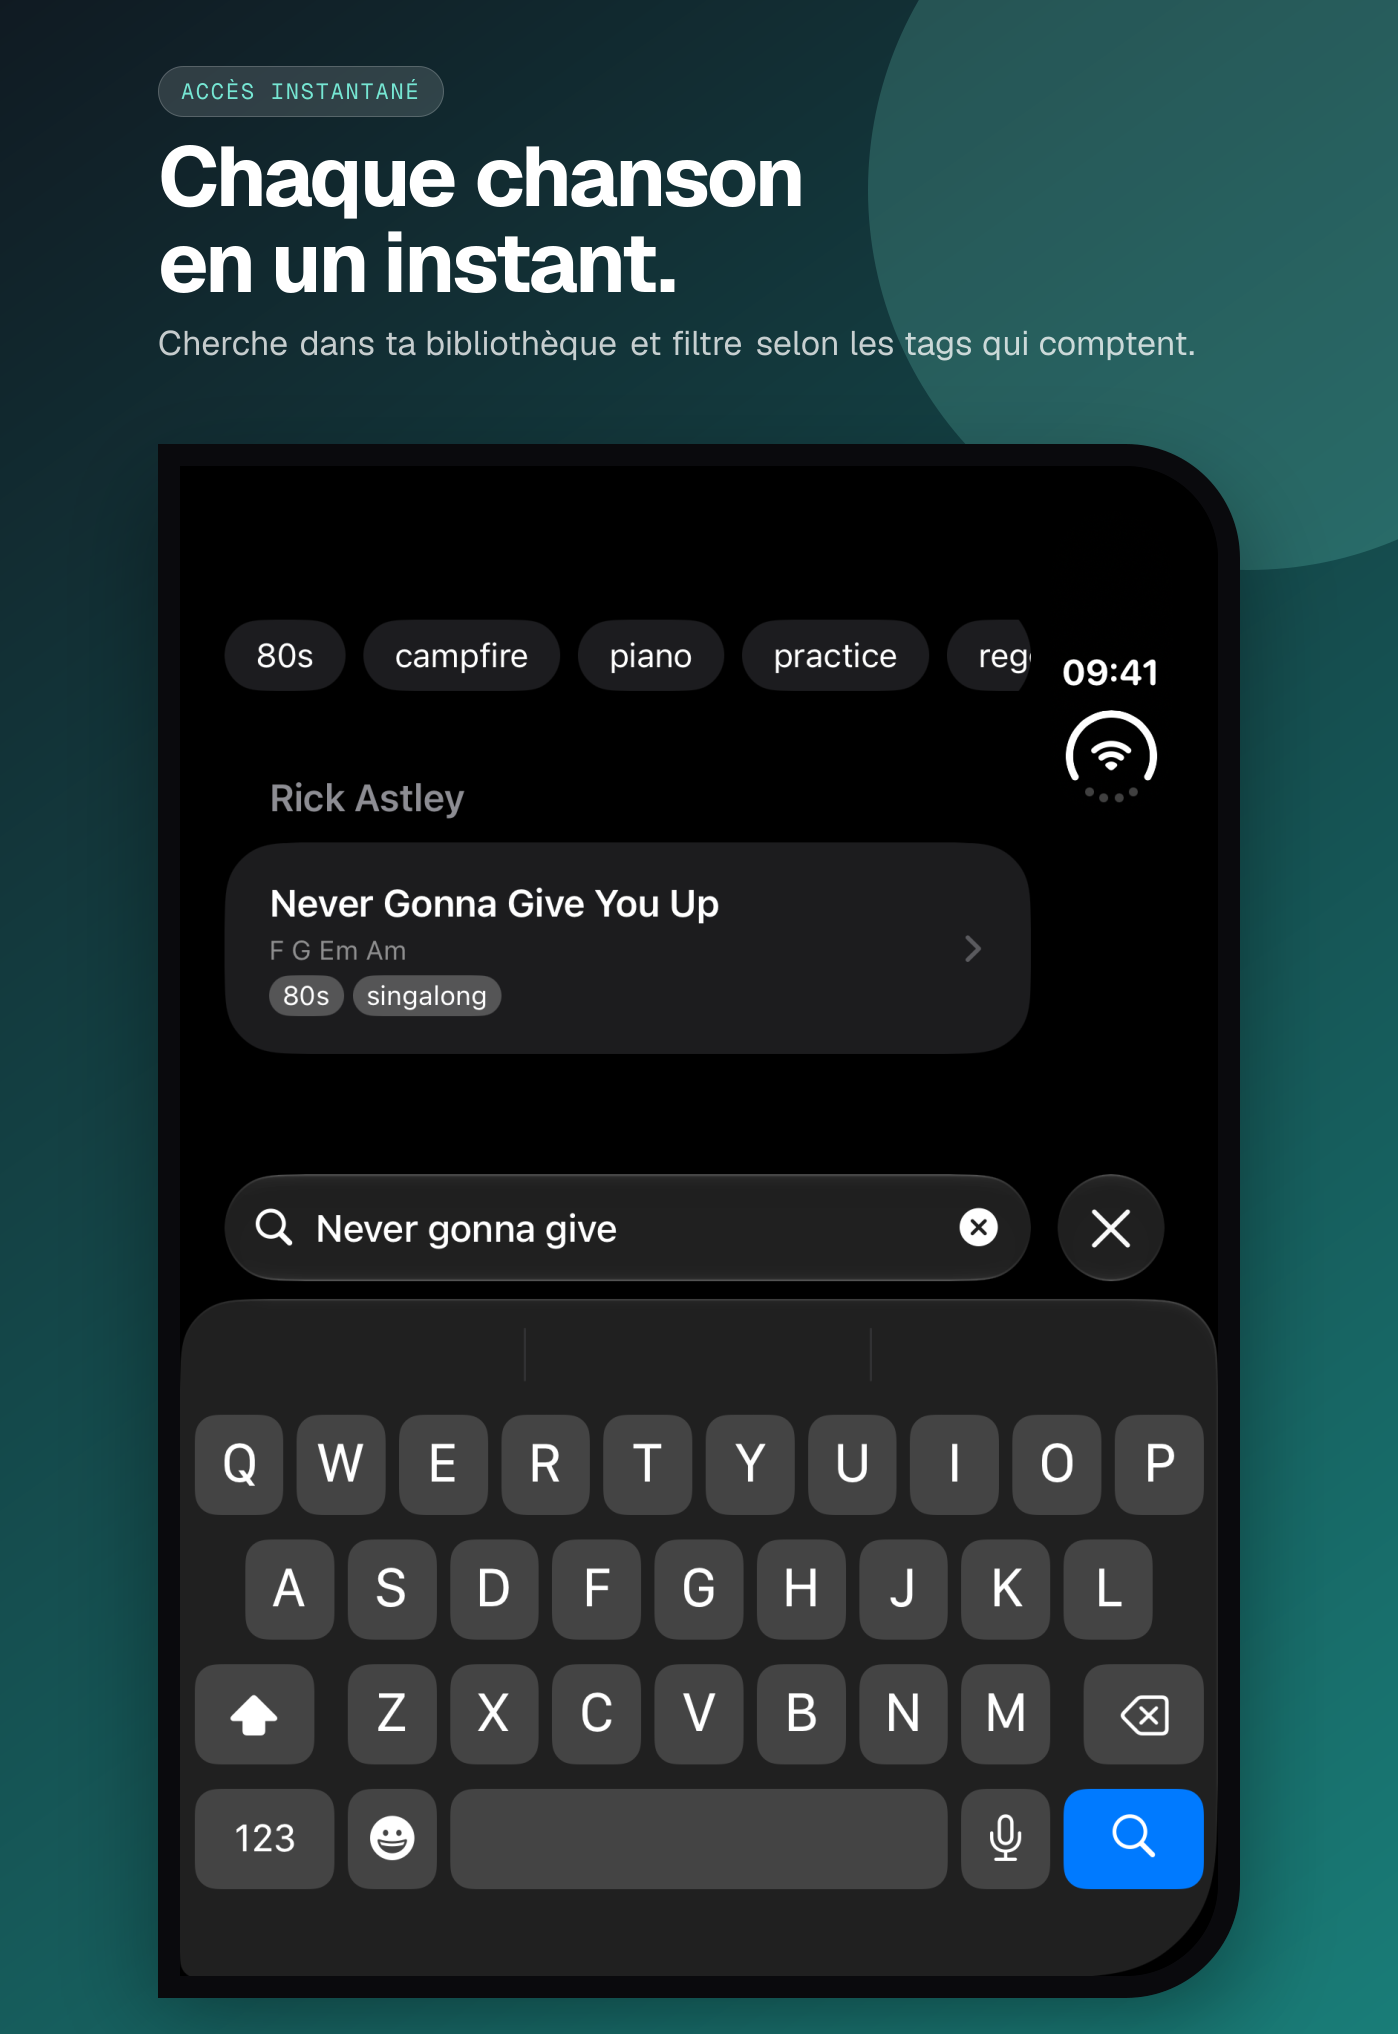 ACCÈS INSTANTANÉ
Chaque chanson
en un instant.
Cherche dans ta bibliothèque et filtre selon les tags qui comptent.
80s campfire piano practice
09:41
Rick Astley
Never Gonna Give You Up
F G Em Am
80s singalong
Never gonna give
Q W E R T Y U I O P
A S D F G H J K L
Z X C V B N M
123